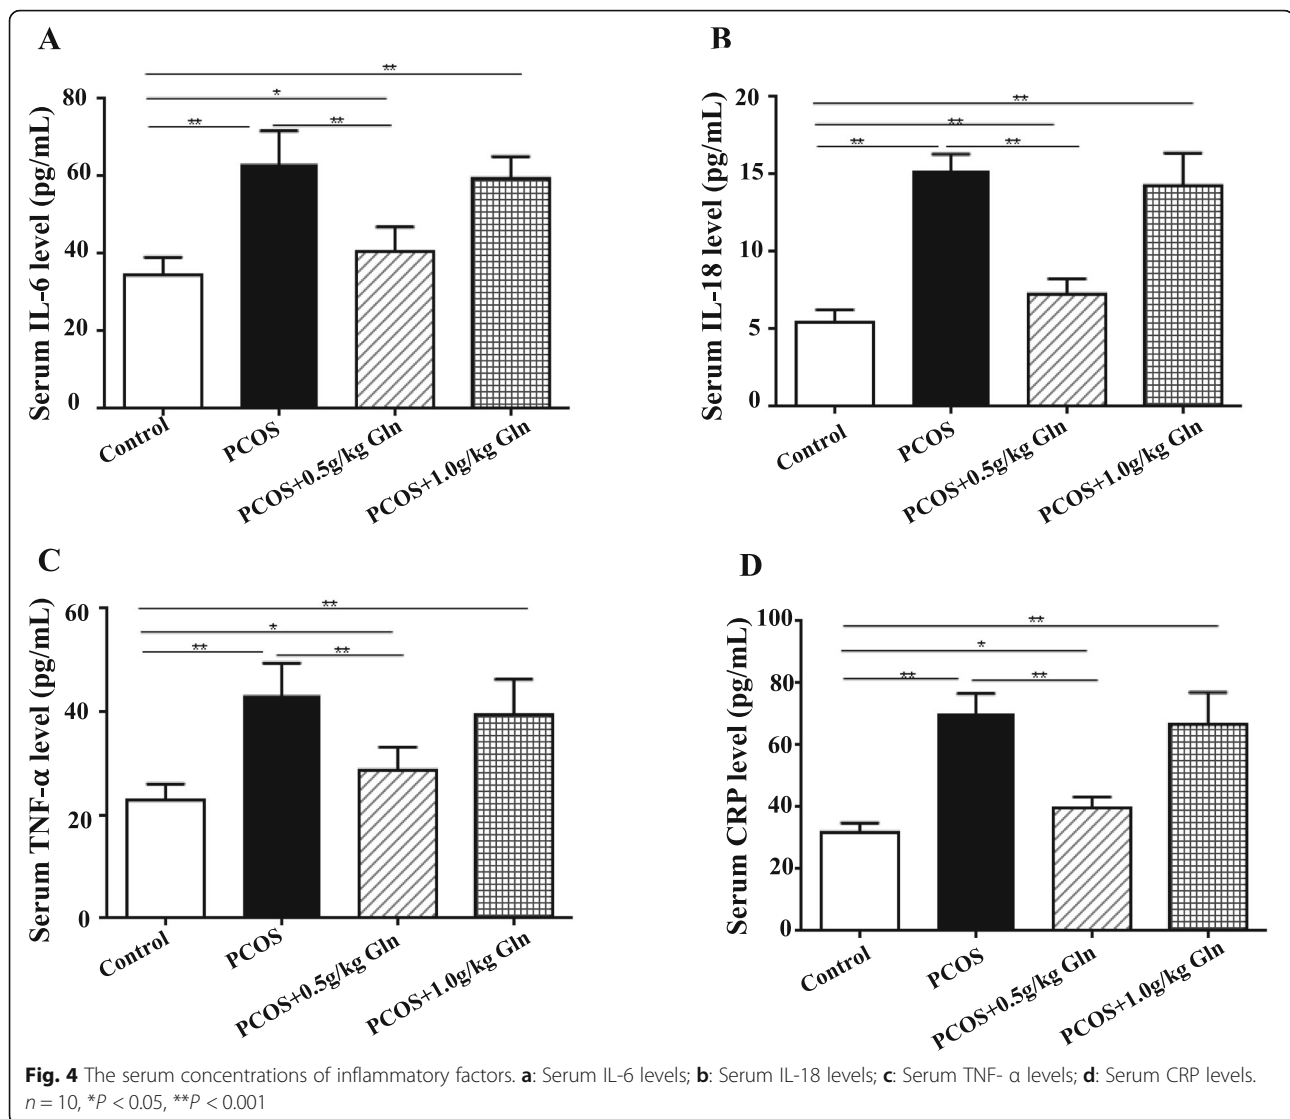 A
**
*
** **
Serum IL-6 level (pg/mL)
80
60
40
20
0
Control
PCOS
PCOS+0.5g/kg Gln
PCOS+1.0g/kg Gln
B
**
**
** **
Serum IL-18 level (pg/mL)
20
15
10
5
0
Control
PCOS
PCOS+0.5g/kg Gln
PCOS+1.0g/kg Gln
C
**
*
** **
Serum TNF-α level (pg/mL)
60
40
20
0
Control
PCOS
PCOS+0.5g/kg Gln
PCOS+1.0g/kg Gln
D
**
*
** **
Serum CRP level (pg/mL)
100
80
60
40
20
0
Control
PCOS
PCOS+0.5g/kg Gln
PCOS+1.0g/kg Gln
Fig. 4 The serum concentrations of inflammatory factors. a: Serum IL-6 levels; b: Serum IL-18 levels; c: Serum TNF- α levels; d: Serum CRP levels.
n = 10, *P < 0.05, **P < 0.001